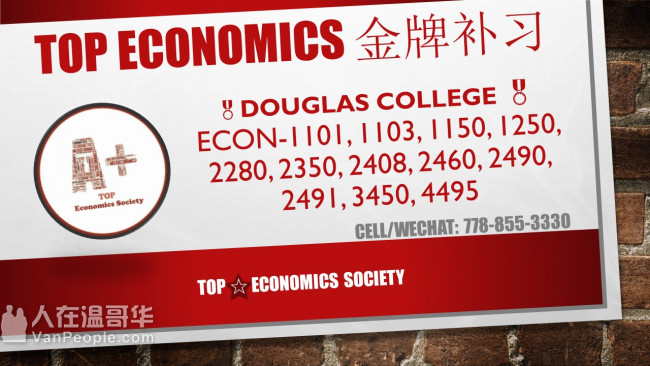 TOP ECONOMICS 金牌补习
DOUGLAS COLLEGE
ECON-1101, 1103, 1150, 1250,
2280, 2350, 2408, 2460, 2490,
2491, 3450, 4495
CELL/WECHAT: 778-855-3330
A+
TOP
Economics Society
TOP ☆ ECONOMICS SOCIETY
人在温哥华
VanPeople.com